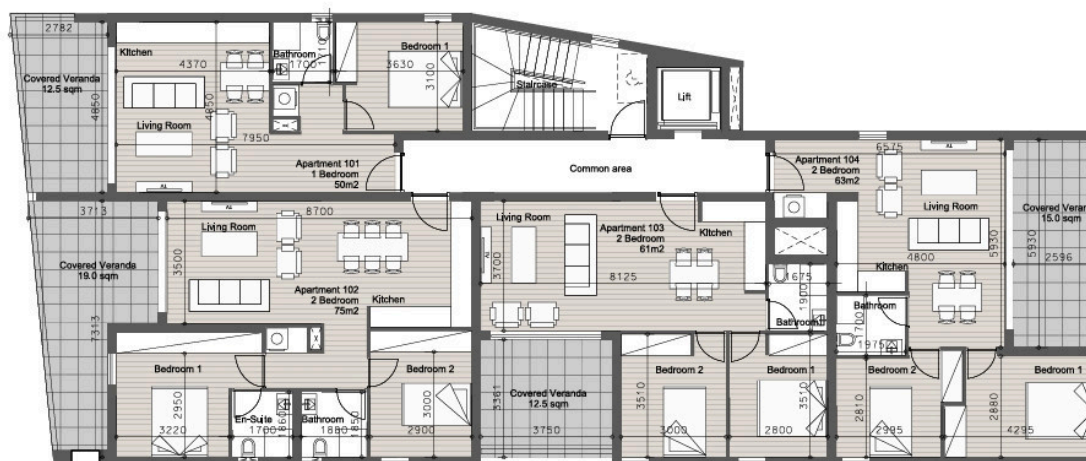 2782
Covered Veranda
12.5 sqm
4850
Kitchen
4370
4850
Living Room
7950
Bathroom
1700
Bedroom 1
3630
3100
Apartment 101
1 Bedroom
50m2
Staircase
Lift
Common area
6575
Apartment 104
2 Bedroom
63m2
Living Room
4800
5930
Kitchen
Covered Veranda
15.0 sqm
5930
2596
3713
Covered Veranda
19.0 sqm
7313
8700
Living Room
3500
Apartment 102
2 Bedroom
75m2
Kitchen
Living Room
3700
Apartment 103
2 Bedroom
61m2
Kitchen
8125
1675
1900
Bathroom
Bathroom
1700
1975
Bedroom 1
2950
3220
En-Suite
1700
1860
Bathroom
1880
1850
Bedroom 2
3000
2900
3361
Covered Veranda
12.5 sqm
3750
Bedroom 2
3510
3000
Bedroom 1
3510
2800
Bedroom 2
2810
2995
Bedroom 1
2880
4295